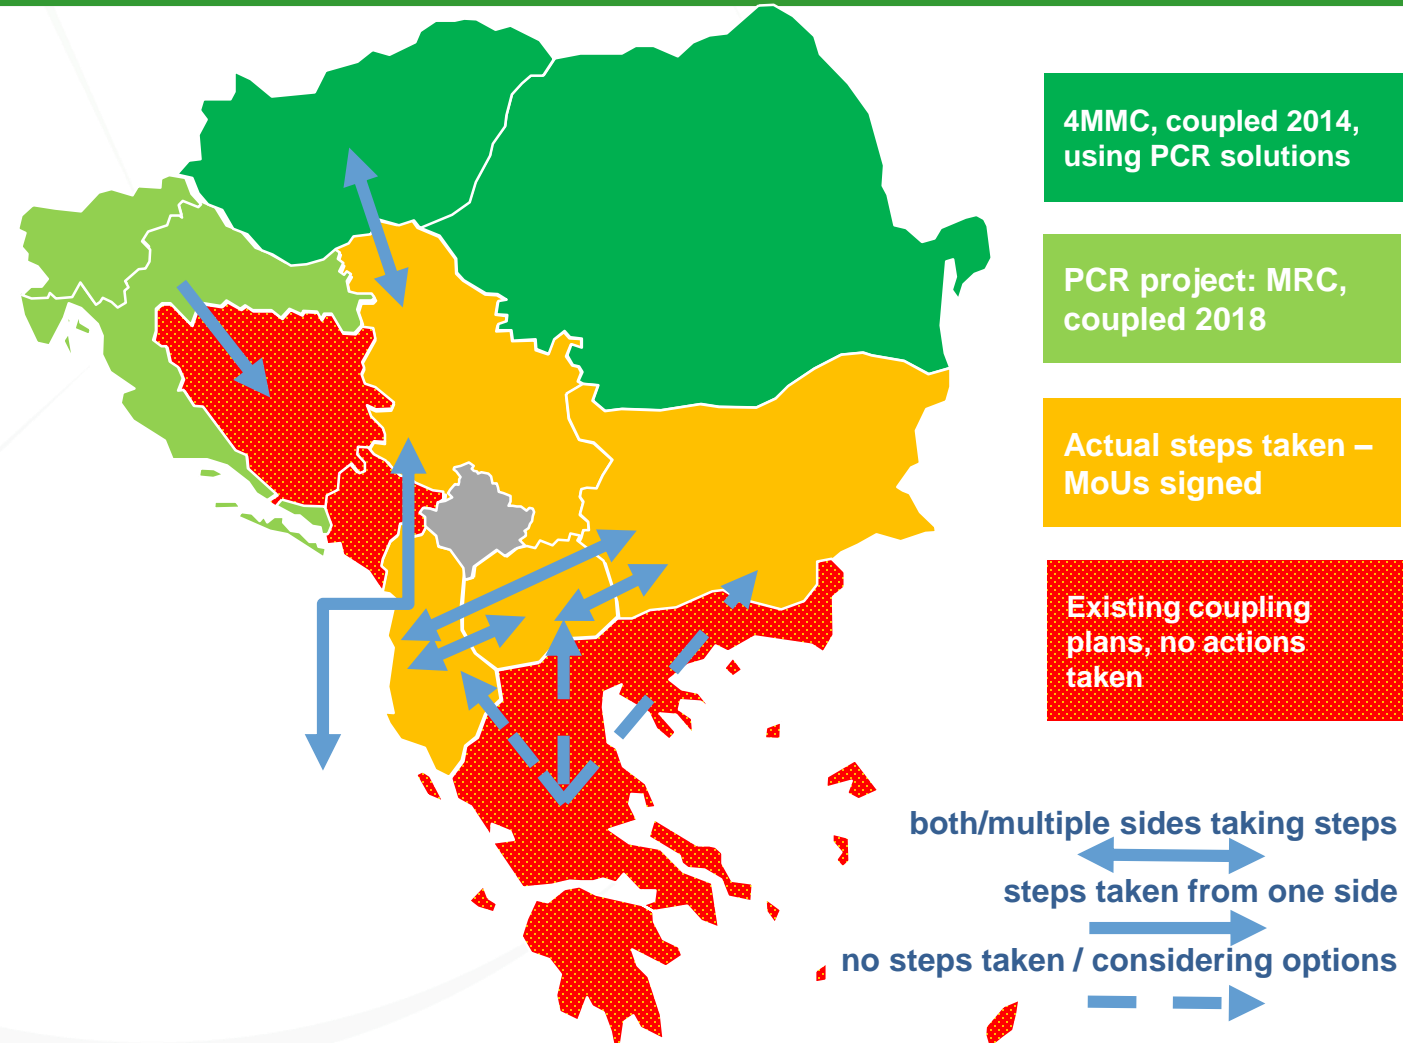 4MMC, coupled 2014,
using PCR solutions
PCR project: MRC,
coupled 2018
Actual steps taken –
MoUs signed
Existing coupling
plans, no actions
taken
both/multiple sides taking steps
steps taken from one side
no steps taken / considering options